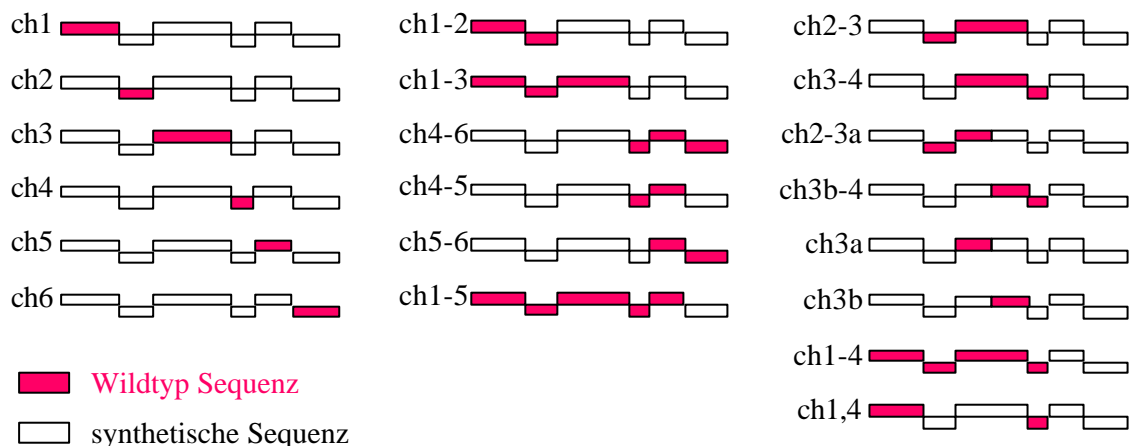 ch1
ch2
ch3
ch4
ch5
ch6
Wildtyp Sequenz
synthetische Sequenz
ch1-2
ch1-3
ch4-6
ch4-5
ch5-6
ch1-5
ch2-3
ch3-4
ch2-3a
ch3b-4
ch3a
ch3b
ch1-4
ch1,4